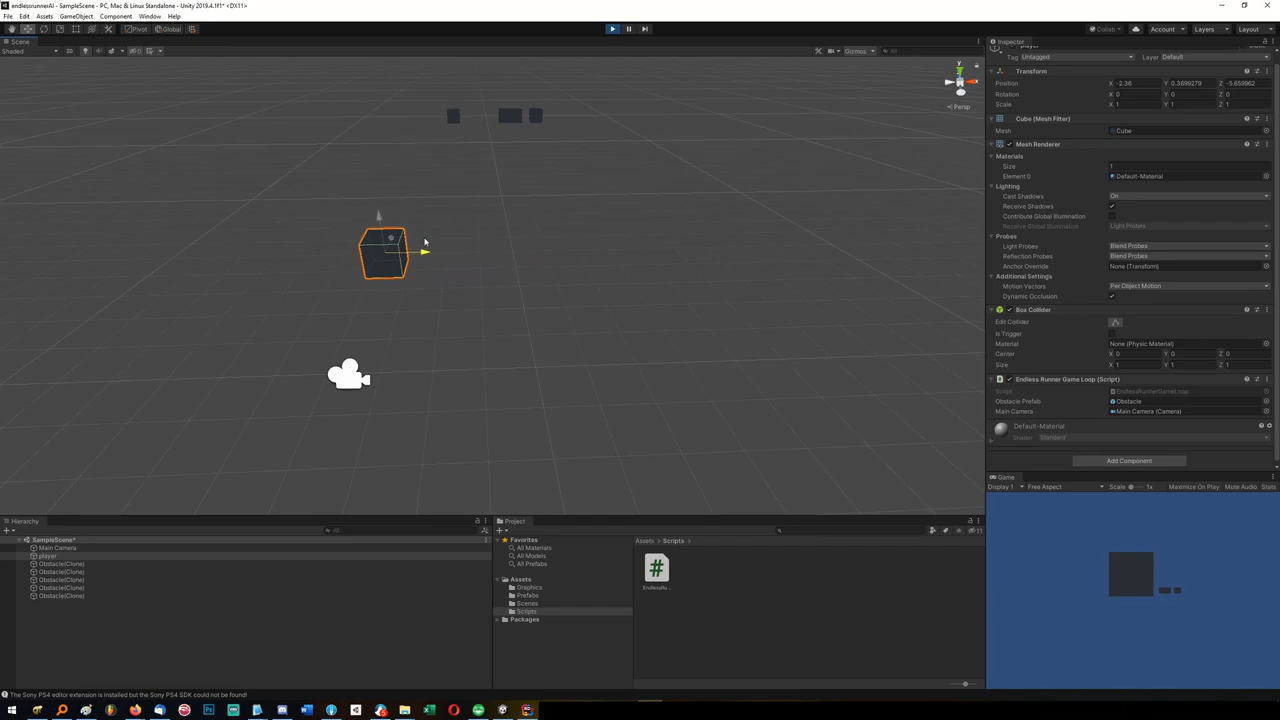 endlessrunnerAI - SampleScene - PC, Mac & Linux Standalone - Unity 2019.4.1f1* <DX11>
File Edit Assets GameObject Component Window Help
Pivot Global Collab Account Layers Layout
Scene
Shaded Gizmos All
y
x
Persp
Inspector
Tag Untagged Layer Default
Transform
Position X -2.36 Y 0.3899279 Z -5.659962
Rotation X 0 Y 0 Z 0
Scale X 1 Y 1 Z 1
Cube (Mesh Filter)
Mesh Cube
Mesh Renderer
Materials
Size 1
Element 0 Default-Material
Lighting
Cast Shadows On
Receive Shadows
Contribute Global Illumination
Receive Global Illumination Light Probes
Probes
Light Probes Blend Probes
Reflection Probes Blend Probes
Anchor Override None (Transform)
Additional Settings
Motion Vectors Per Object Motion
Dynamic Occlusion
Box Collider
Edit Collider
Is Trigger
Material None (Physic Material)
Center X 0 Y 0 Z 0
Size X 1 Y 1 Z 1
Endless Runner Game Loop (Script)
Script EndlessRunnerGameLoop
Obstacle Prefab Obstacle
Main Camera Main Camera (Camera)
Default-Material
Shader Standard
Add Component
Game
Display 1 Free Aspect Scale 1x Maximize On Play Mute Audio Stats
Hierarchy
All
SampleScene*
Main Camera
player
Obstacle(Clone)
Obstacle(Clone)
Obstacle(Clone)
Obstacle(Clone)
Obstacle(Clone)
Project
11
Favorites
All Materials
All Models
All Prefabs
Assets
Graphics
Prefabs
Scenes
Scripts
Packages
Assets > Scripts
#
EndlessRu...
The Sony PS4 editor extension is installed but the Sony PS4 SDK could not be found!